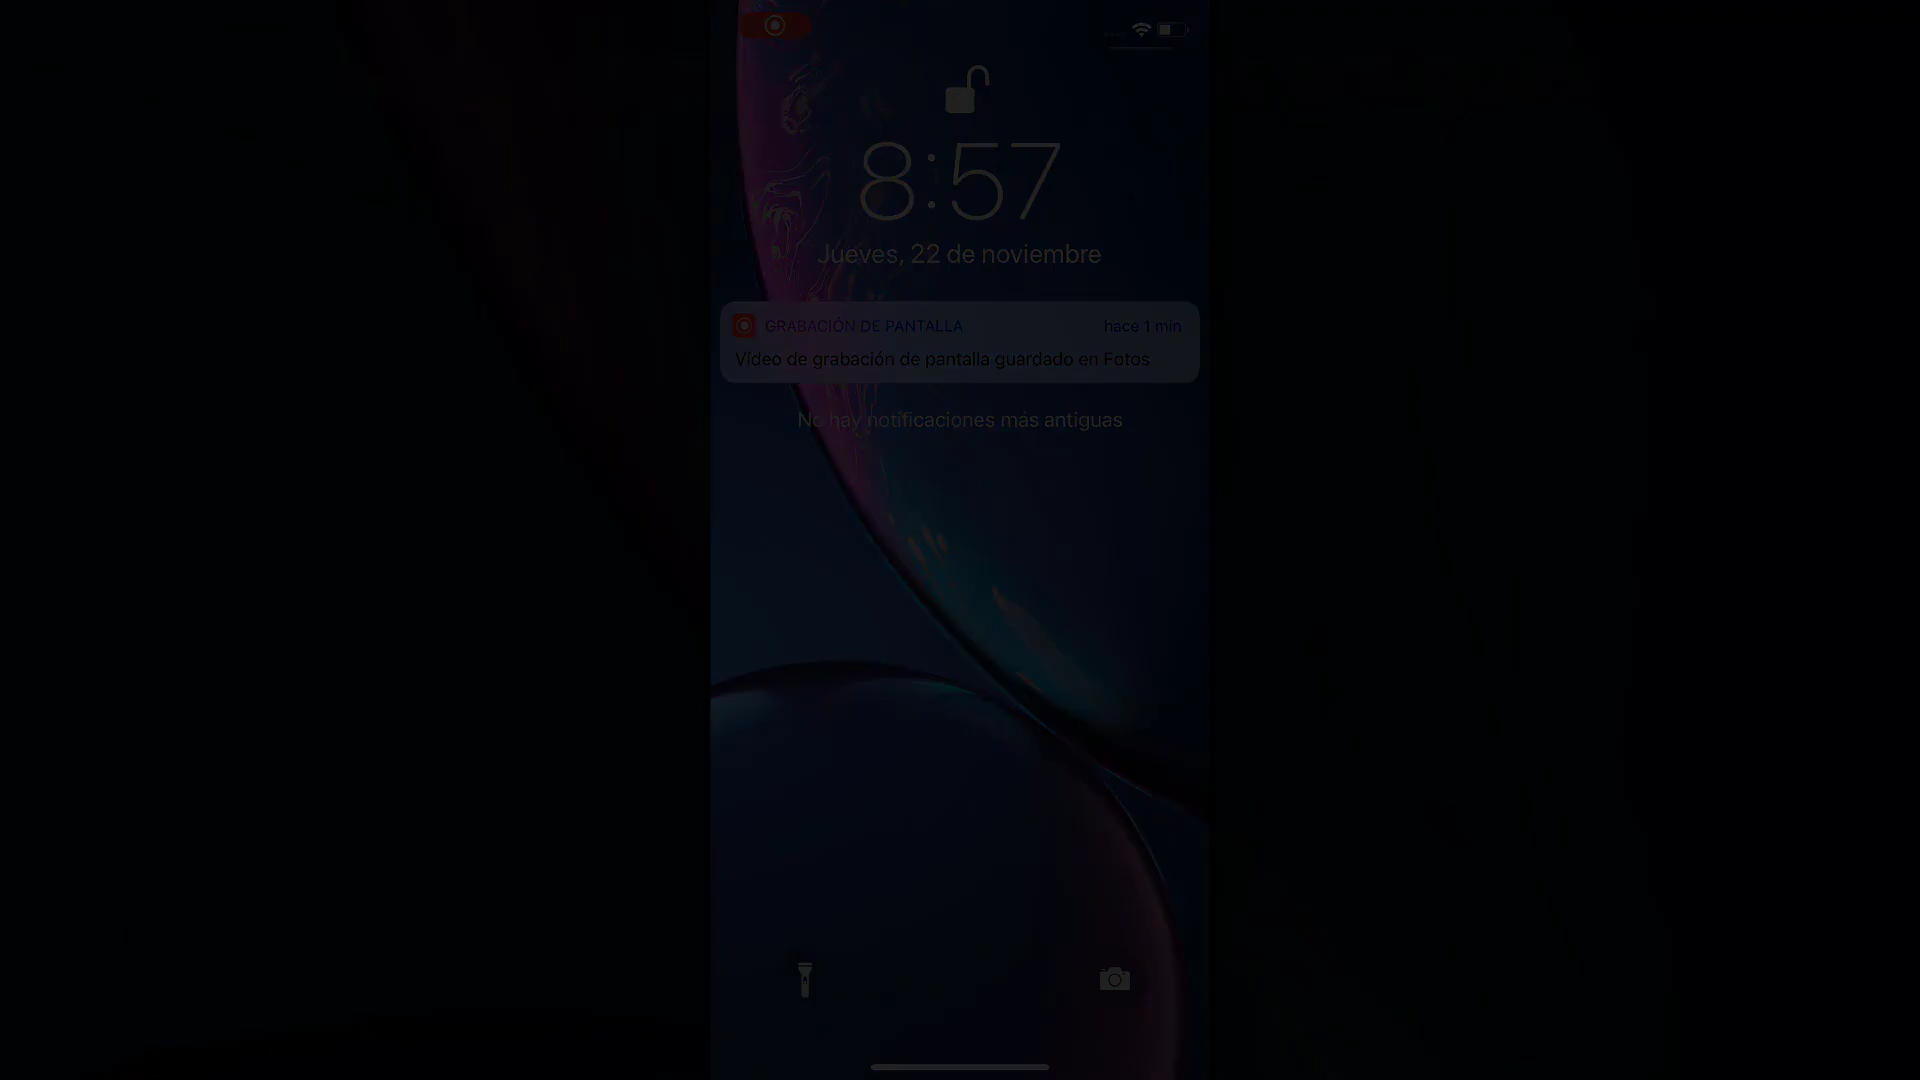 8:57
Jueves, 22 de noviembre
GRABACIÓN DE PANTALLA hace 1 min
Vídeo de grabación de pantalla guardado en Fotos
No hay notificaciones más antiguas